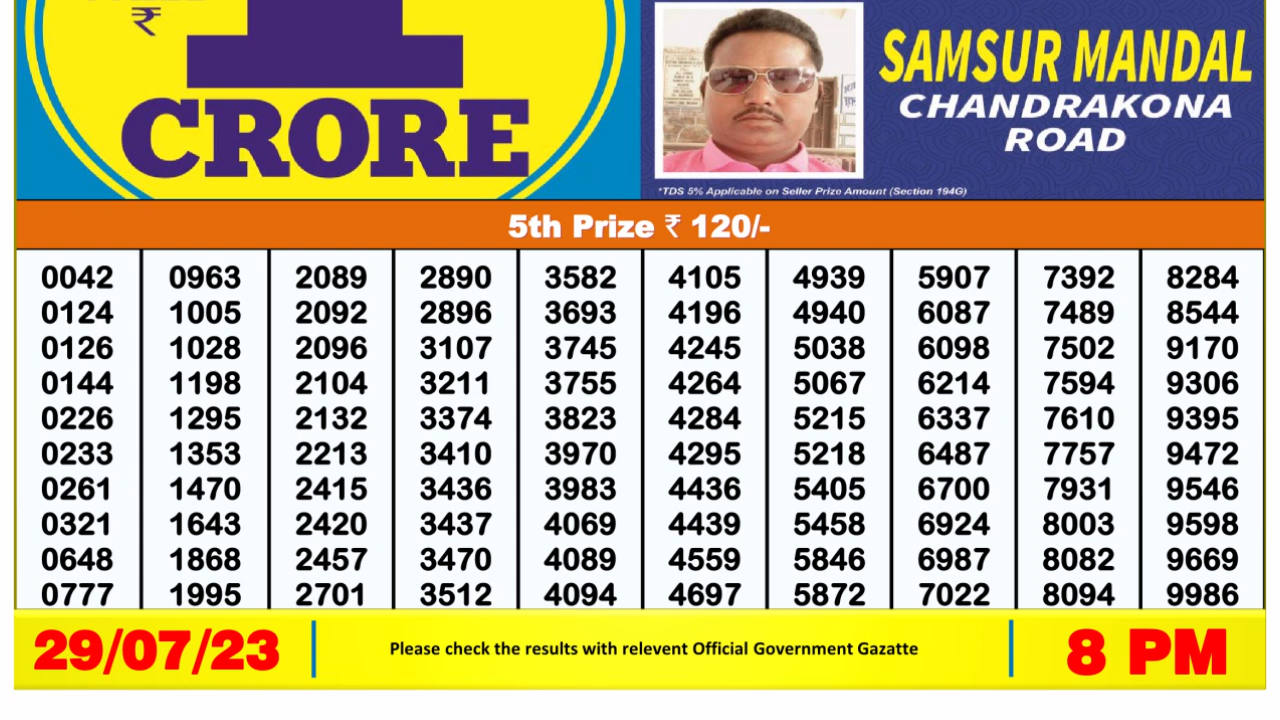 ₹
1
CRORE
SAMSUR MANDAL
CHANDRAKONA
ROAD
*TDS 5% Applicable on Seller Prize Amount (Section 194G)
5th Prize ₹ 120/-
0042 0963 2089 2890 3582 4105 4939 5907 7392 8284
0124 1005 2092 2896 3693 4196 4940 6087 7489 8544
0126 1028 2096 3107 3745 4245 5038 6098 7502 9170
0144 1198 2104 3211 3755 4264 5067 6214 7594 9306
0226 1295 2132 3374 3823 4284 5215 6337 7610 9395
0233 1353 2213 3410 3970 4295 5218 6487 7757 9472
0261 1470 2415 3436 3983 4436 5405 6700 7931 9546
0321 1643 2420 3437 4069 4439 5458 6924 8003 9598
0648 1868 2457 3470 4089 4559 5846 6987 8082 9669
0777 1995 2701 3512 4094 4697 5872 7022 8094 9986
29/07/23
Please check the results with relevent Official Government Gazatte
8 PM